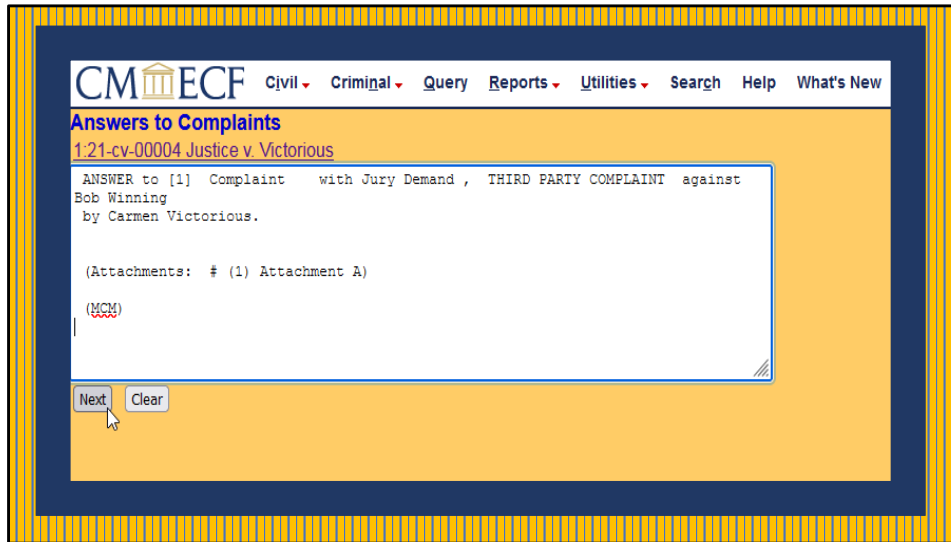 CM ECF Civil Criminal Query Reports Utilities Search Help What's New
Answers to Complaints
1:21-cv-00004 Justice v. Victorious
ANSWER to [1] Complaint with Jury Demand , THIRD PARTY COMPLAINT against
Bob Winning
by Carmen Victorious.
(Attachments: # (1) Attachment A)
(MCM)
Next Clear